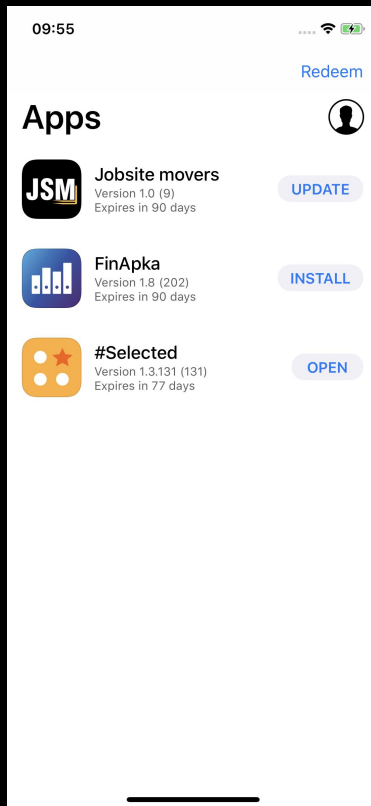 09:55
Redeem
Apps
JSM
Jobsite movers
Version 1.0 (9)
Expires in 90 days
UPDATE
FinApka
Version 1.8 (202)
Expires in 90 days
INSTALL
#Selected
Version 1.3.131 (131)
Expires in 77 days
OPEN